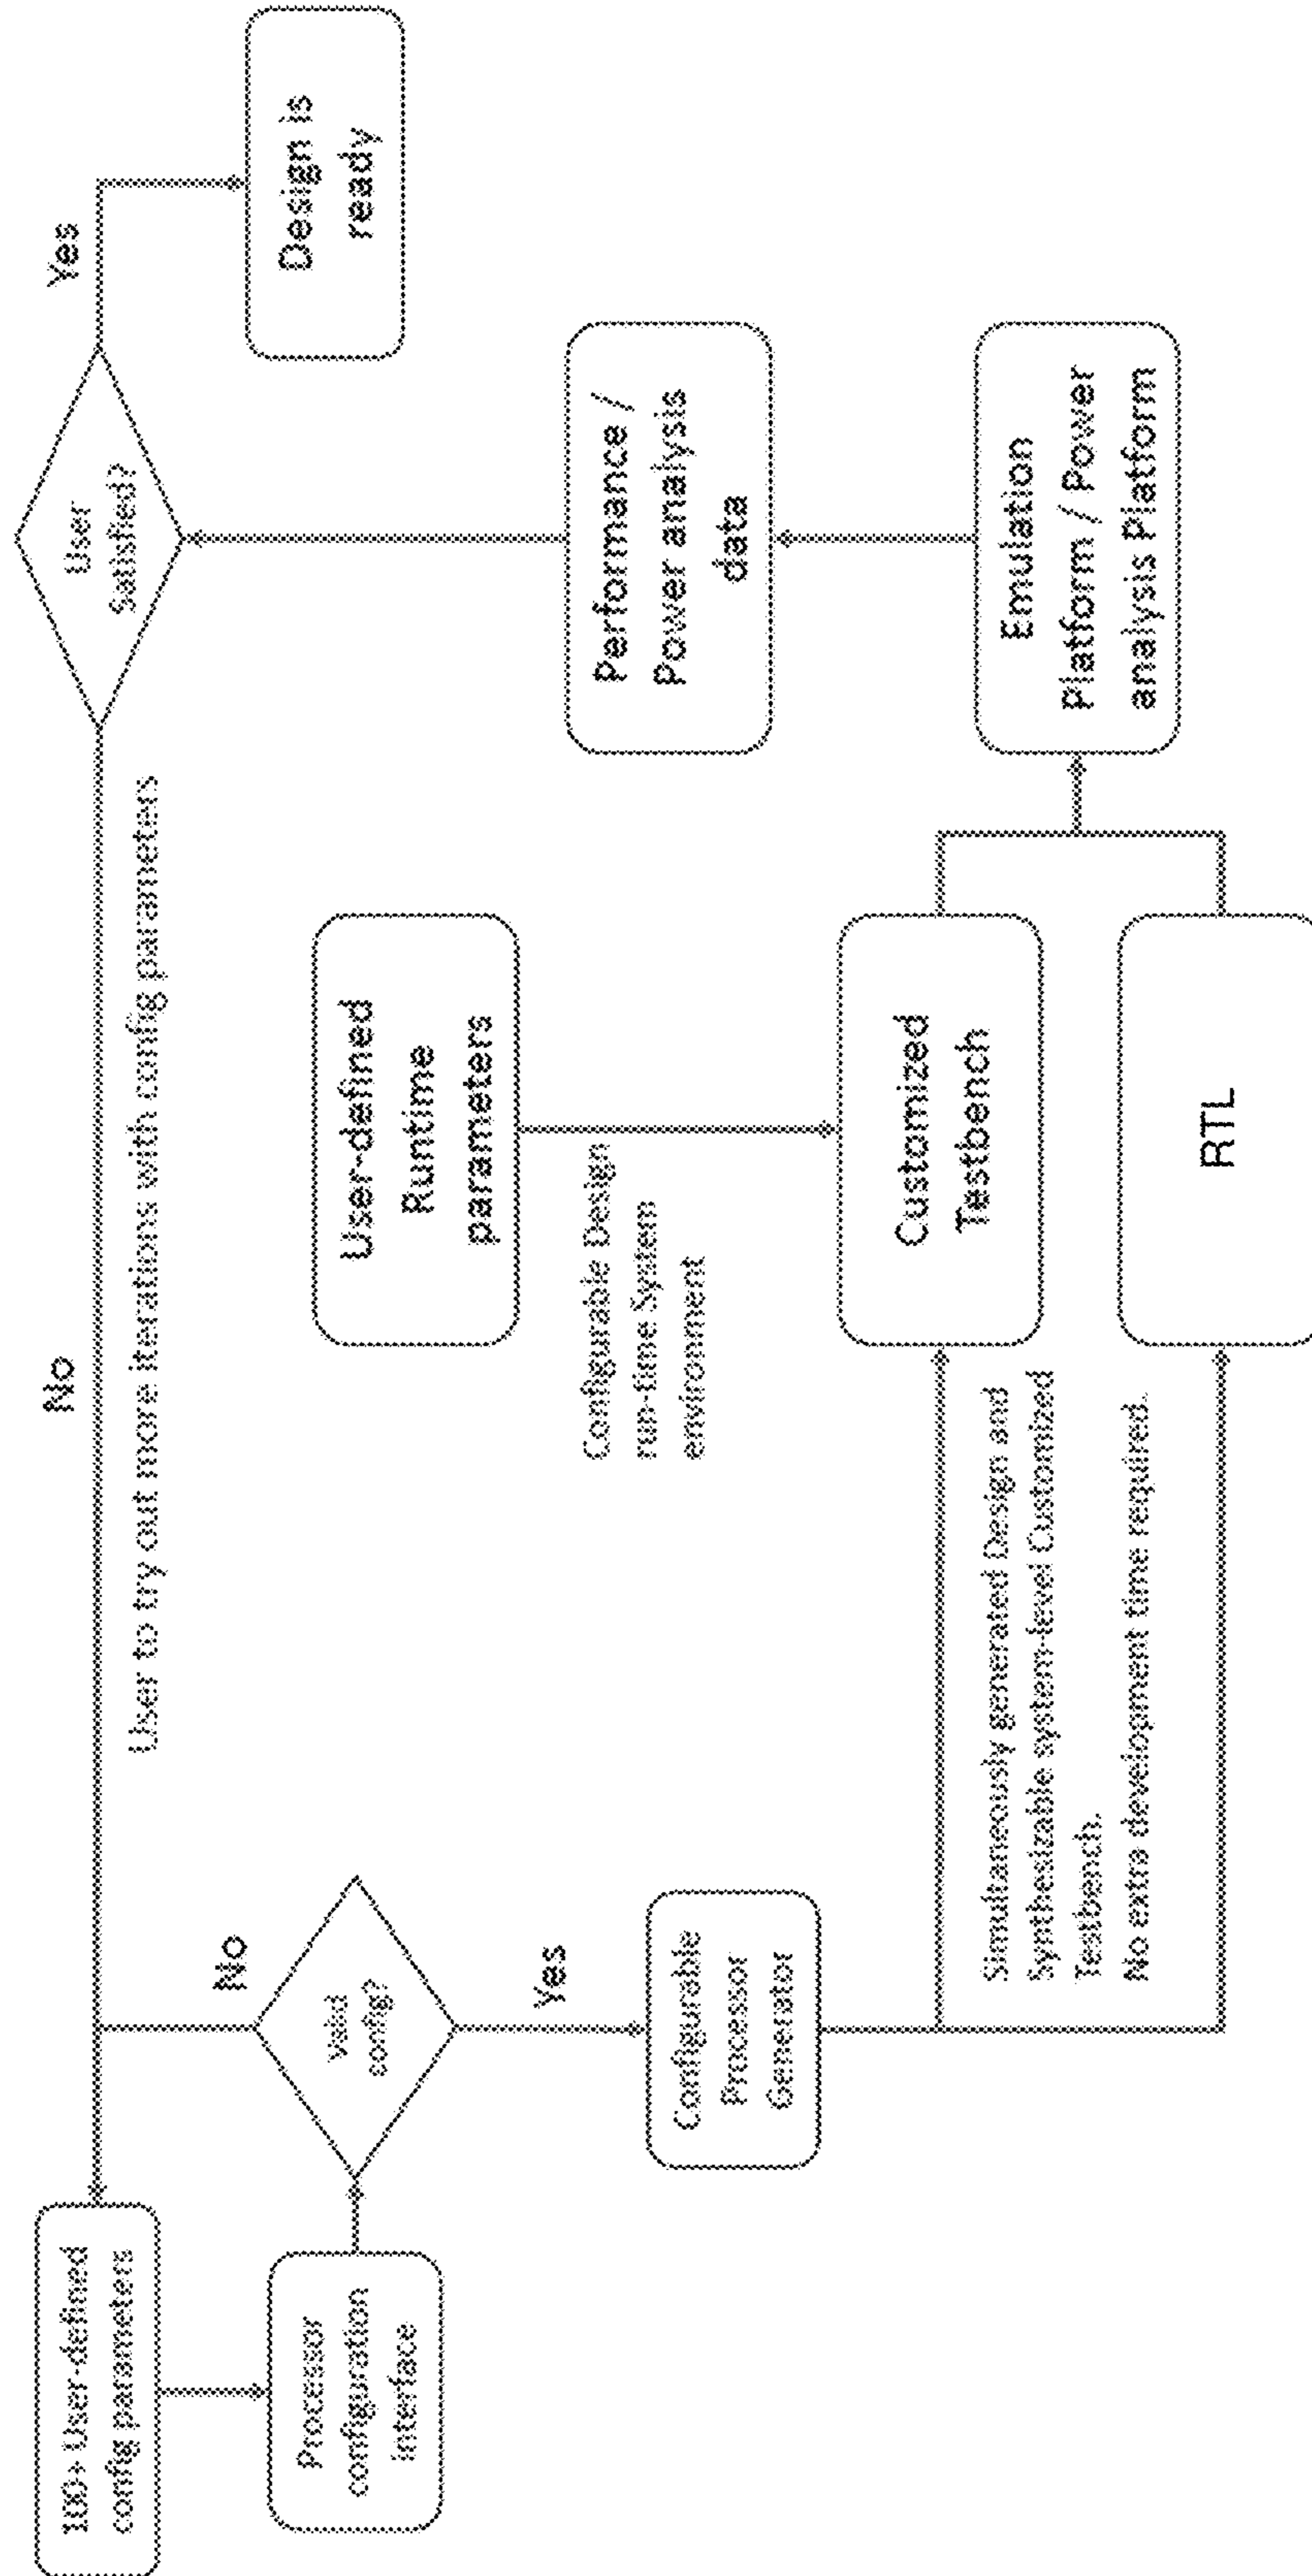 100+ User-defined
config parameters
Processor
configuration
interface
valid
config?
No
Yes
Configurable
Processor
Generator
Simultaneously generated Design and
Synthesizable system-level Customized
Testbench.
No extra development time required.
No
User to try out more iterations with config parameters
User-defined
Runtime
parameters
Configurable Design
run-time System
environment
Customized
Testbench
RTL
Emulation
Platform / Power
analysis Platform
Performance /
Power analysis
data
User
Satisfied?
Yes
Design is
ready